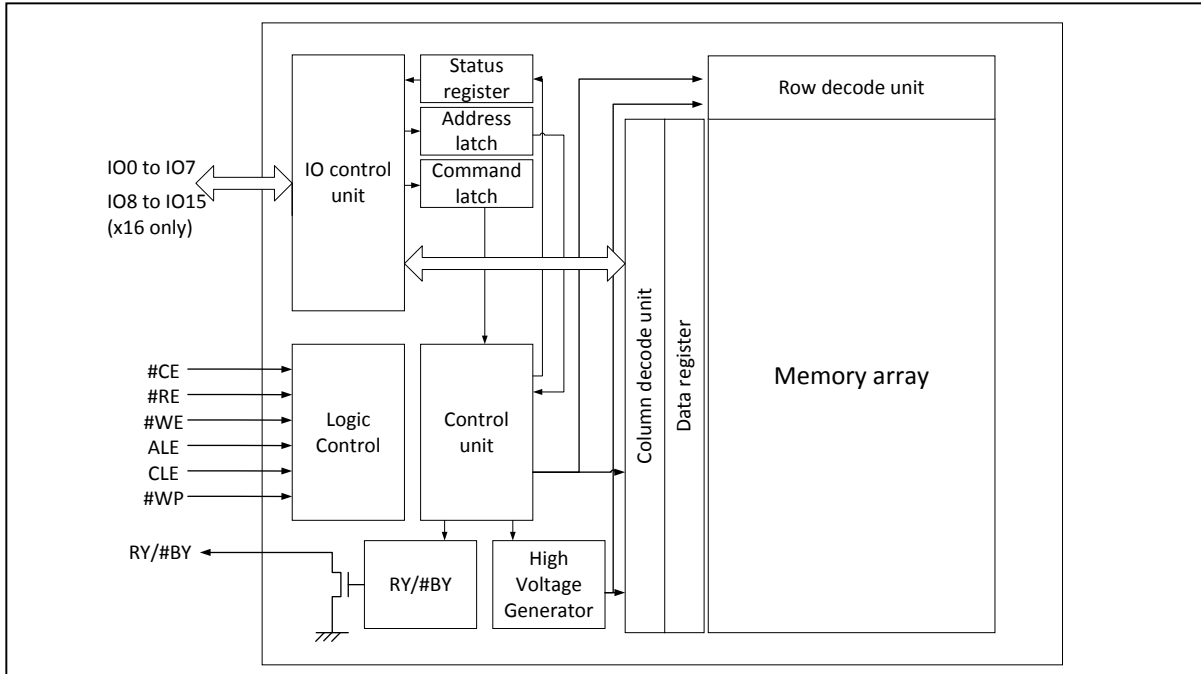 Status
register
Row decode unit
Address
latch
IO0 to IO7
IO control
unit
Command
latch
IO8 to IO15
(x16 only)
Column decode unit
Data register
Memory array
#CE
#RE
#WE
ALE
CLE
#WP
Logic
Control
Control
unit
RY/#BY
RY/#BY
High
Voltage
Generator